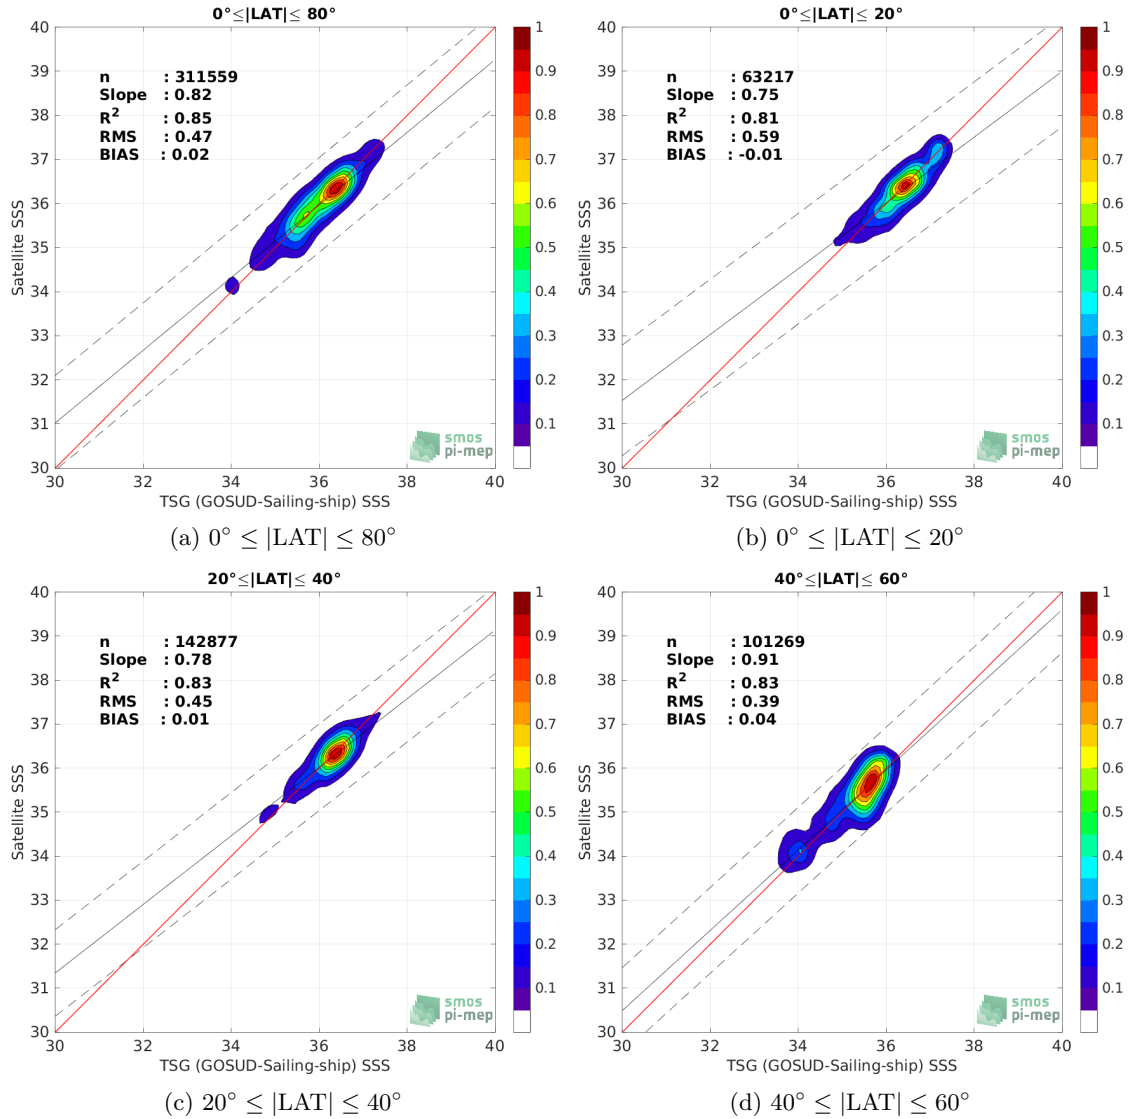 0°≤|LAT|≤ 80°
n : 311559
Slope : 0.82
R² : 0.85
RMS : 0.47
BIAS : 0.02
40
39
38
37
36
35
34
33
32
31
30
Satellite SSS
30 32 34 36 38 40
TSG (GOSUD-Sailing-ship) SSS
smos
pi-mep
1
0.9
0.8
0.7
0.6
0.5
0.4
0.3
0.2
0.1
(a) 0° ≤ |LAT| ≤ 80°
0°≤|LAT|≤ 20°
n : 63217
Slope : 0.75
R² : 0.81
RMS : 0.59
BIAS : -0.01
40
39
38
37
36
35
34
33
32
31
30
Satellite SSS
30 32 34 36 38 40
TSG (GOSUD-Sailing-ship) SSS
smos
pi-mep
1
0.9
0.8
0.7
0.6
0.5
0.4
0.3
0.2
0.1
(b) 0° ≤ |LAT| ≤ 20°
20°≤|LAT|≤ 40°
n : 142877
Slope : 0.78
R² : 0.83
RMS : 0.45
BIAS : 0.01
40
39
38
37
36
35
34
33
32
31
30
Satellite SSS
30 32 34 36 38 40
TSG (GOSUD-Sailing-ship) SSS
smos
pi-mep
1
0.9
0.8
0.7
0.6
0.5
0.4
0.3
0.2
0.1
(c) 20° ≤ |LAT| ≤ 40°
40°≤|LAT|≤ 60°
n : 101269
Slope : 0.91
R² : 0.83
RMS : 0.39
BIAS : 0.04
40
39
38
37
36
35
34
33
32
31
30
Satellite SSS
30 32 34 36 38 40
TSG (GOSUD-Sailing-ship) SSS
smos
pi-mep
1
0.9
0.8
0.7
0.6
0.5
0.4
0.3
0.2
0.1
(d) 40° ≤ |LAT| ≤ 60°